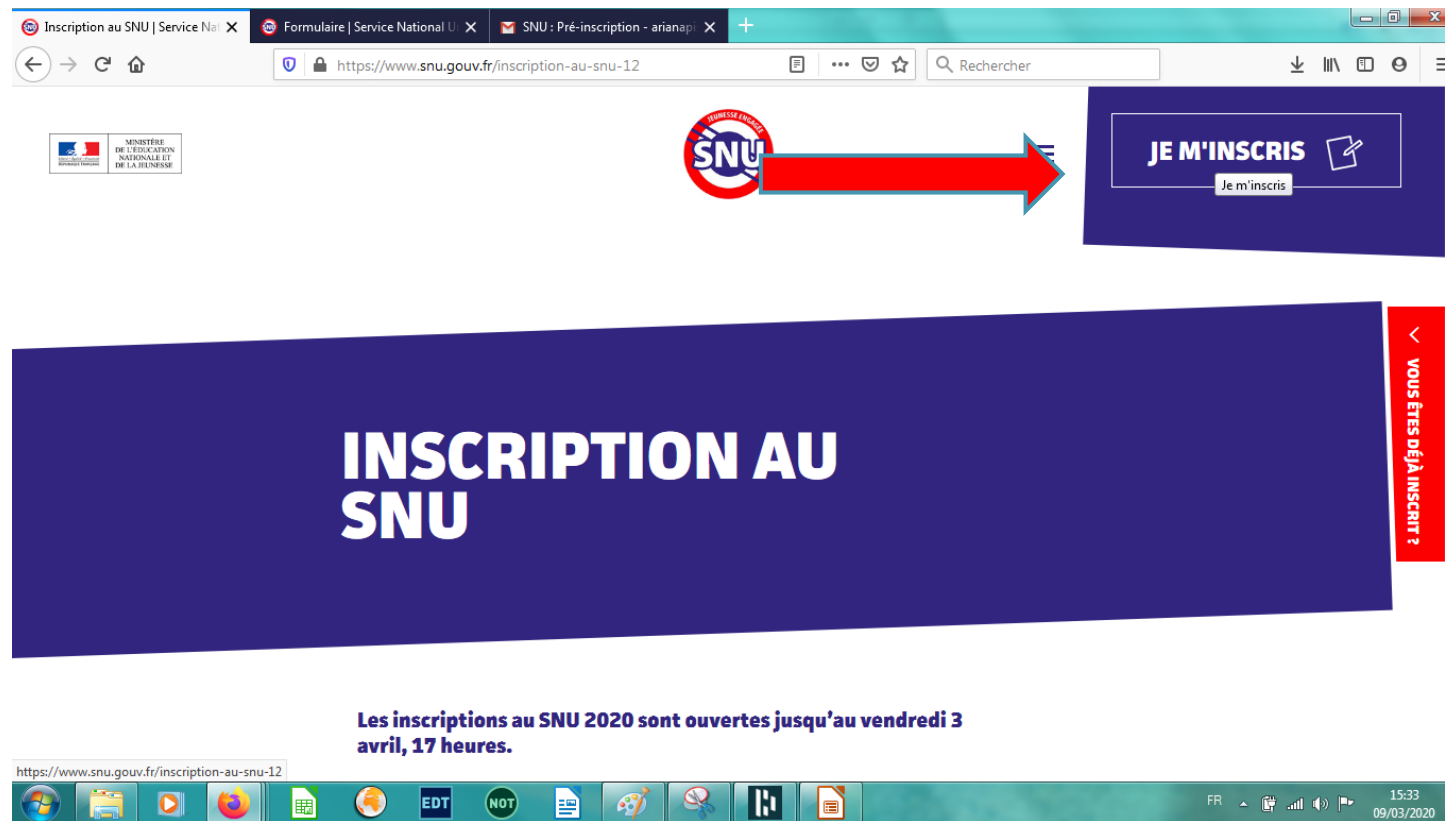 Inscription au SNU | Service Nat
Formulaire | Service National U
SNU : Pré-inscription - arianapi
https://www.snu.gouv.fr/inscription-au-snu-12
Rechercher
MINISTÈRE
DE L'ÉDUCATION
NATIONALE ET
DE LA JEUNESSE
JEUNESSE ENGAGÉE
SNU
JE M'INSCRIS
Je m'inscris
VOUS ÊTES DÉJÀ INSCRIT ?
INSCRIPTION AU
SNU
Les inscriptions au SNU 2020 sont ouvertes jusqu'au vendredi 3
avril, 17 heures.
https://www.snu.gouv.fr/inscription-au-snu-12
EDT
NOT
FR
15:33
09/03/2020